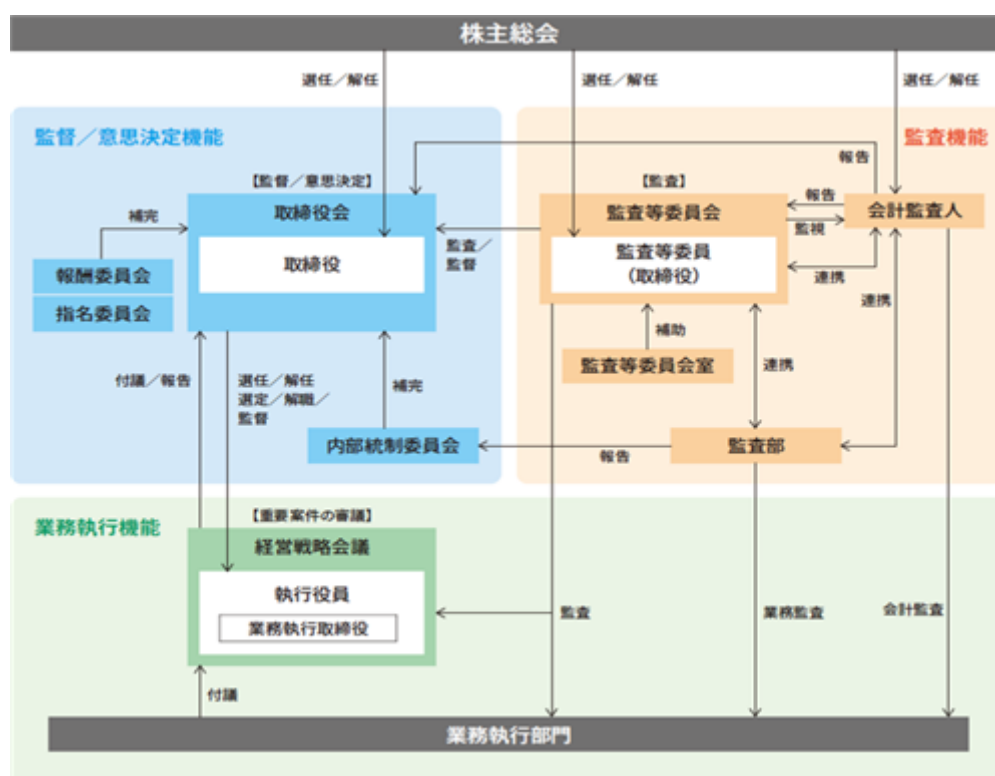 株主総会
選任／解任
選任／解任
選任／解任
監督／意思決定機能
監査機能
報告
【監督／意思決定】
【監査】
取締役会
取締役
補完
報酬委員会
指名委員会
監査／
監督
監査等委員会
監査等委員
（取締役）
報告
監視
会計監査人
連携
連携
補助
監査等委員会室
連携
付議／報告
選任／解任
選定／解職／
監督
補完
内部統制委員会
報告
監査部
業務執行機能
【重要案件の審議】
経営戦略会議
執行役員
業務執行取締役
監査
業務監査
会計監査
付議
業務執行部門